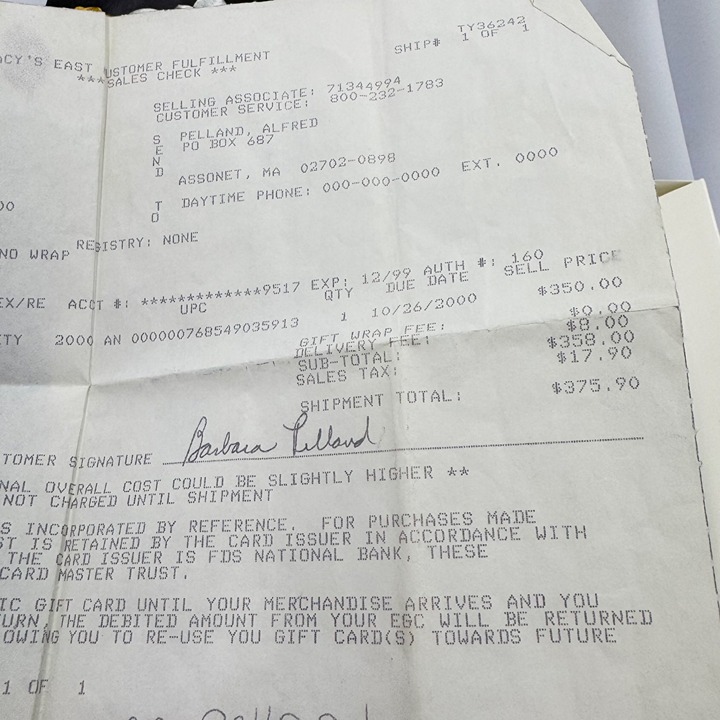 ACY'S EAST CUSTOMER FULFILLMENT
***SALES CHECK ***
SHIP# TY36242
1 OF 1
SELLING ASSOCIATE: 71344994
CUSTOMER SERVICE: 800-232-1783
SEND TO
PELLAND, ALFRED
PO BOX 687
ASSONET, MA 02702-0898
DAYTIME PHONE: 000-000-0000 EXT. 0000
00
NO WRAP REGISTRY: NONE
EX/RE ACCT #: *************9517 EXP: 12/99 AUTH #: 160
UPC QTY DUE DATE SELL PRICE
TY 2000 AN 000000768549035913 1 10/26/2000 $350.00
GIFT WRAP FEE: $0.00
DELIVERY FEE: $8.00
SUB-TOTAL: $358.00
SALES TAX: $17.90
SHIPMENT TOTAL: $375.90
TOMER SIGNATURE Barbara Pelland
NAL OVERALL COST COULD BE SLIGHTLY HIGHER **
NOT CHARGED UNTIL SHIPMENT
S INCORPORATED BY REFERENCE. FOR PURCHASES MADE
ST IS RETAINED BY THE CARD ISSUER IN ACCORDANCE WITH
THE CARD ISSUER IS FDS NATIONAL BANK, THESE
CARD MASTER TRUST.
IC GIFT CARD UNTIL YOUR MERCHANDISE ARRIVES AND YOU
URN, THE DEBITED AMOUNT FROM YOUR EGC WILL BE RETURNED
OWING YOU TO RE-USE YOU GIFT CARD(S) TOWARDS FUTURE
1 OF 1